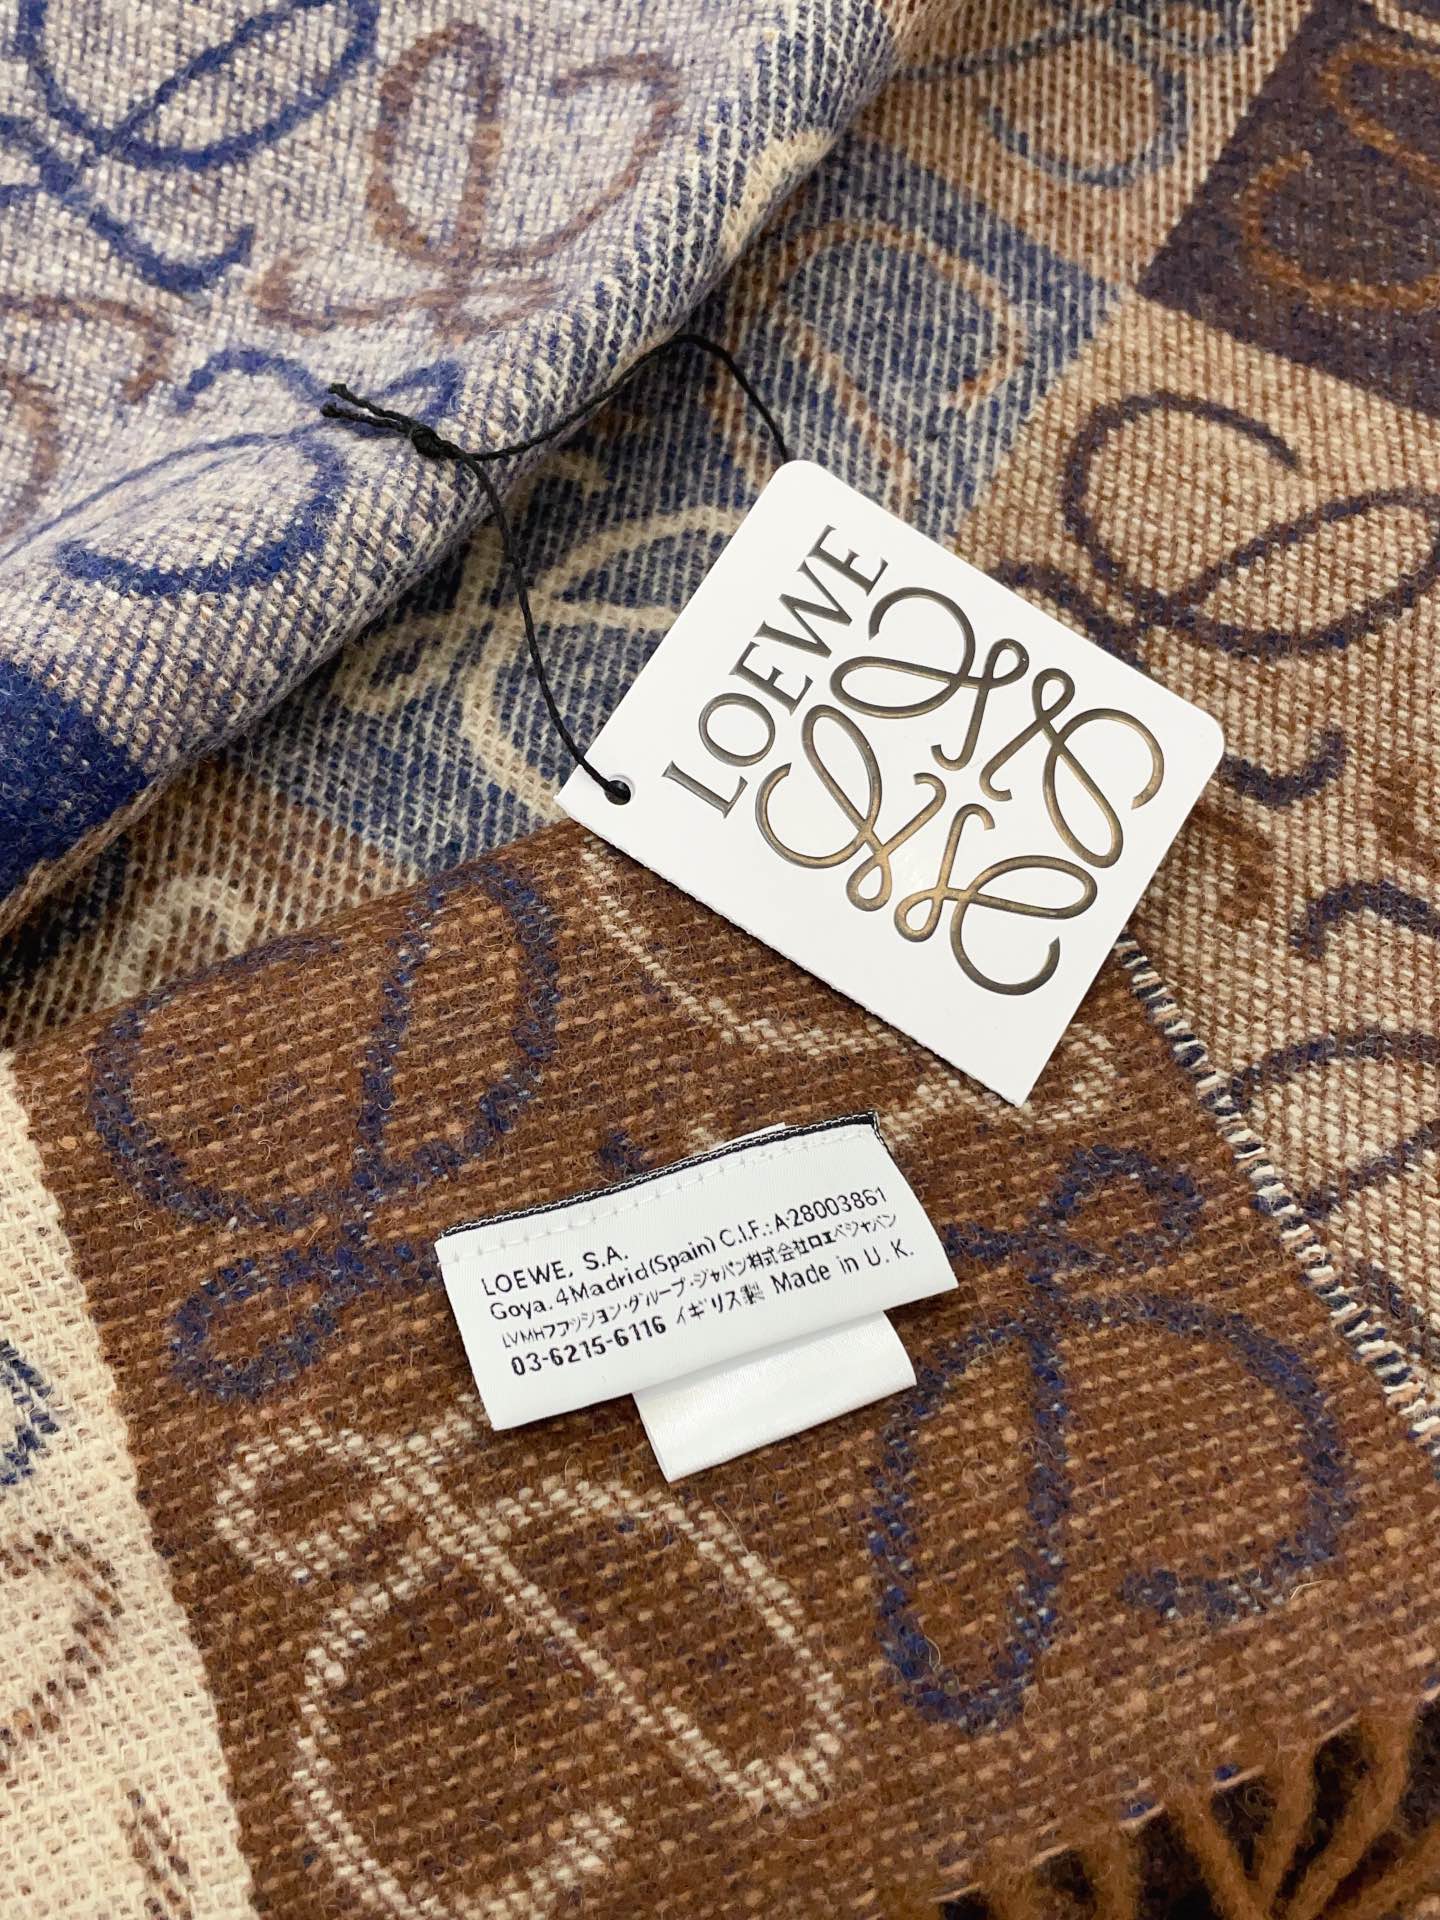 LOEWE
LOEWE, S.A.
Goya. 4 Madrid(Spain) C.I.F.: A-28003861
LVMHファッション・グループ・ジャパン株式会社ロエベジャパン
03-6215-6116 イギリス製 Made in U.K.